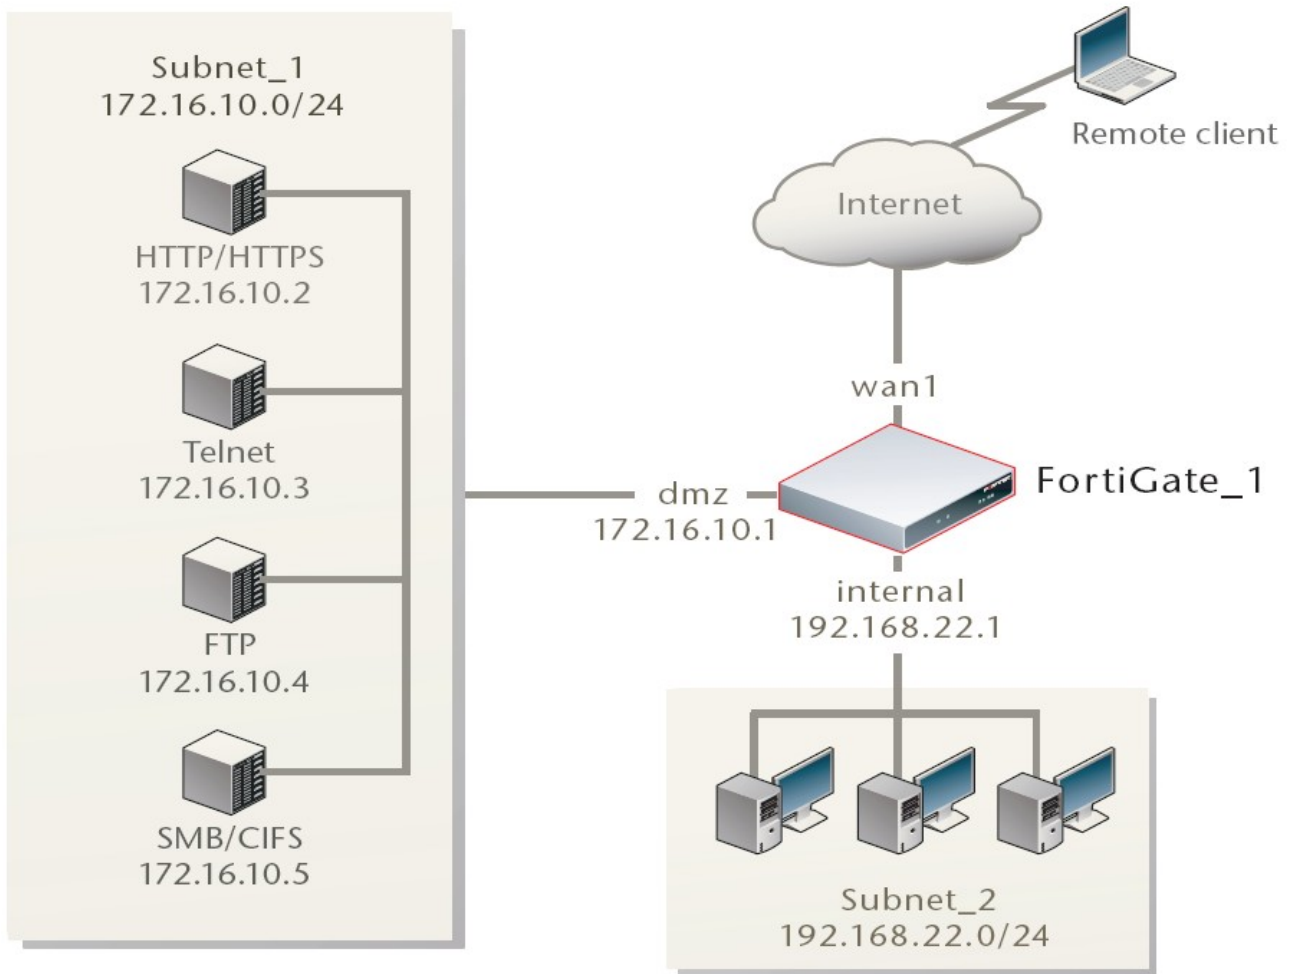 Subnet_1
172.16.10.0/24
HTTP/HTTPS
172.16.10.2
Telnet
172.16.10.3
FTP
172.16.10.4
SMB/CIFS
172.16.10.5
Remote client
Internet
wan1
FortiGate_1
dmz
172.16.10.1
internal
192.168.22.1
Subnet_2
192.168.22.0/24